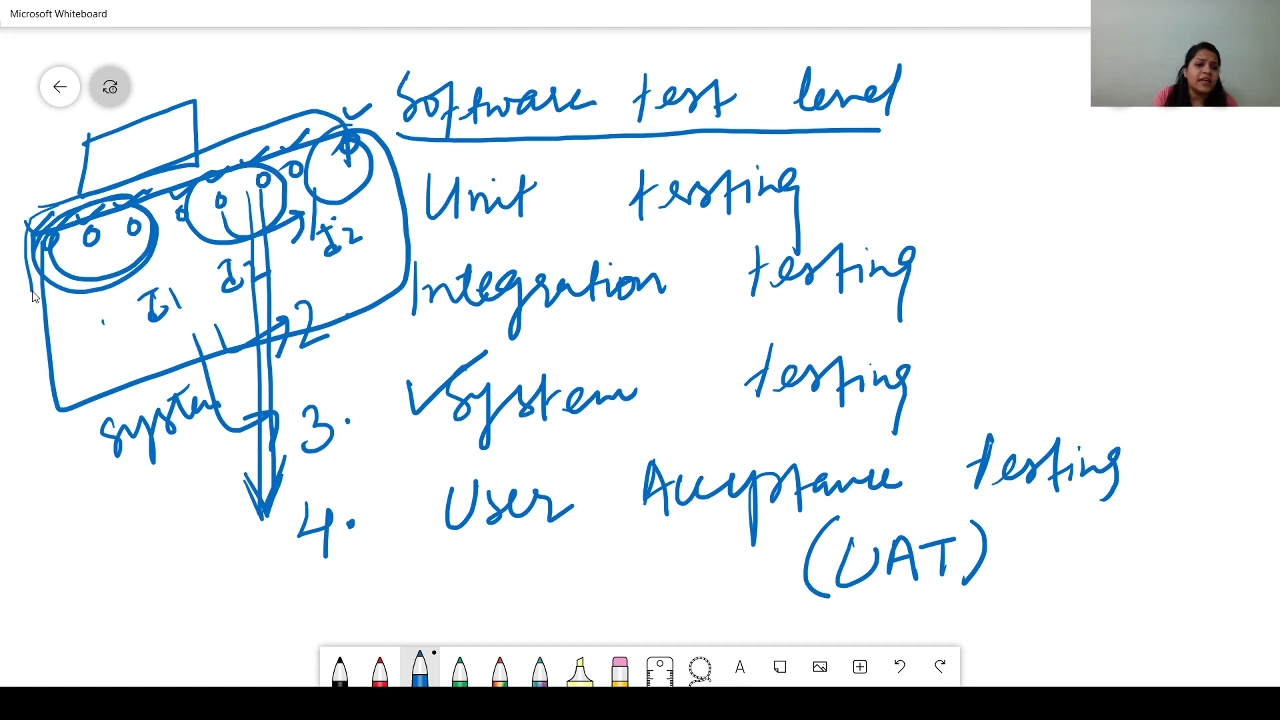 Microsoft Whiteboard
Software test level
Unit testing
Integration testing
System testing
User Acceptance testing
(UAT)
I1
I2
I2
2
system
3.
4.
A